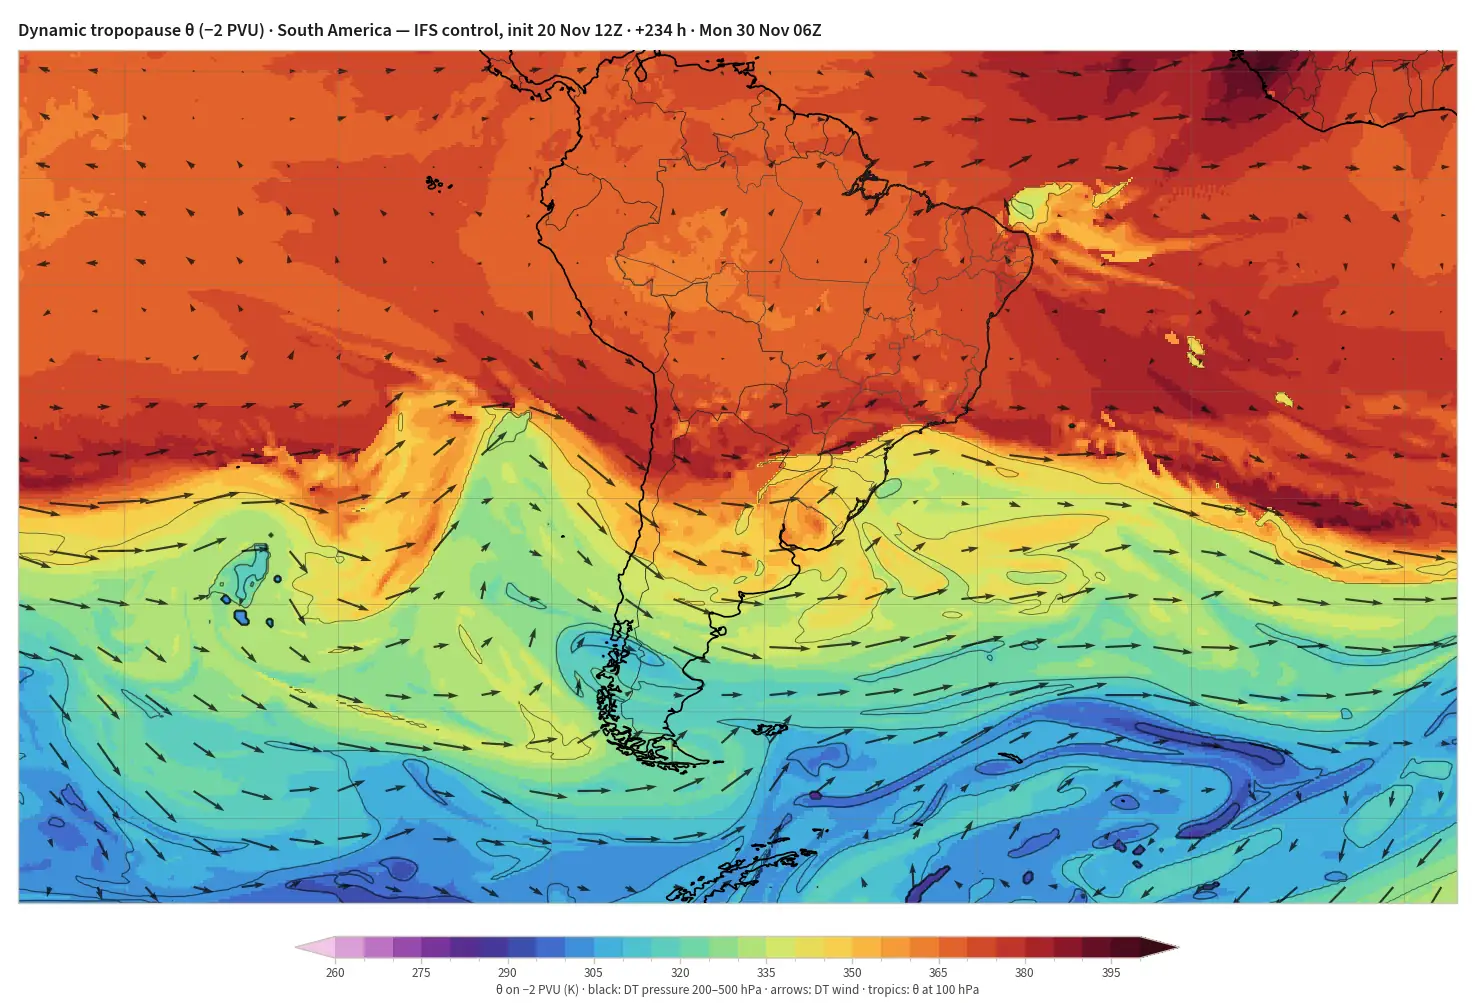 Dynamic tropopause θ (−2 PVU) · South America — IFS control, init 20 Nov 12Z · +234 h · Mon 30 Nov 06Z
260 275 290 305 320 335 350 365 380 395
θ on −2 PVU (K) · black: DT pressure 200–500 hPa · arrows: DT wind · tropics: θ at 100 hPa